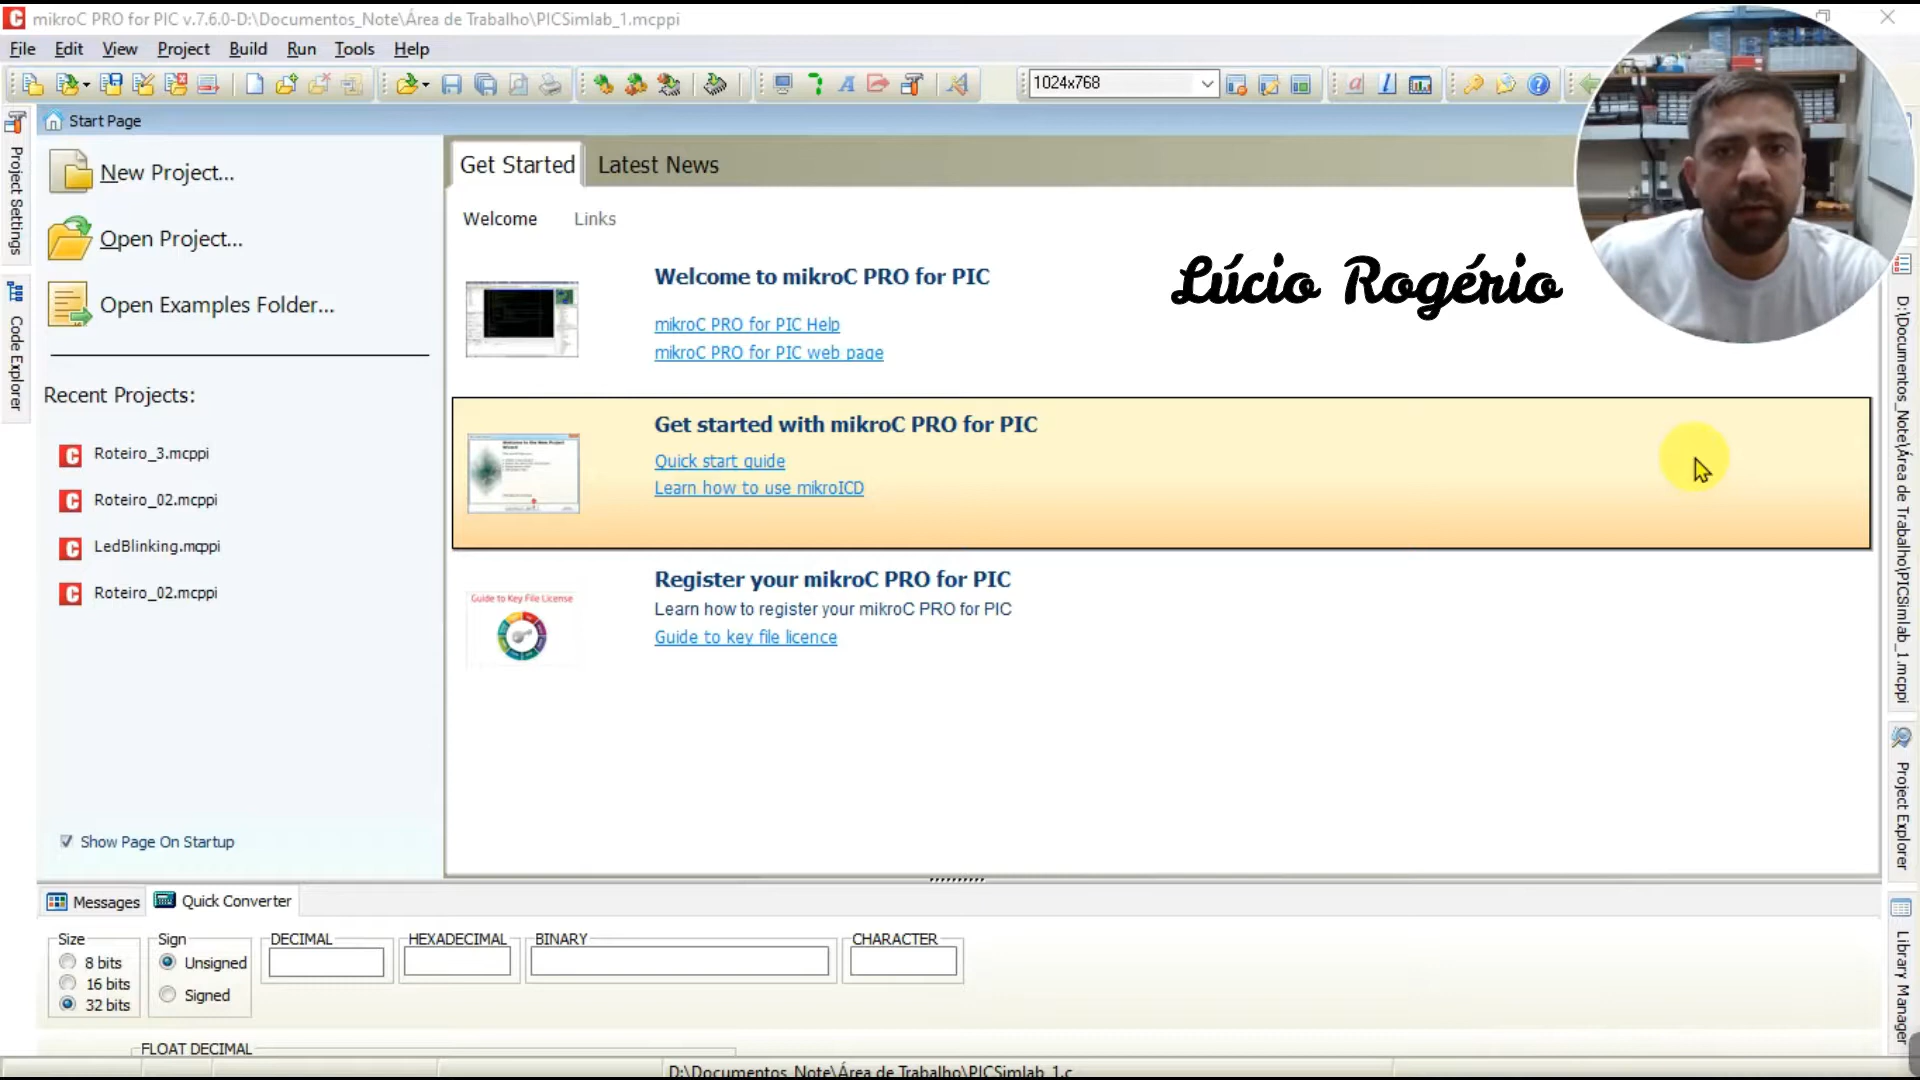 mikroC PRO for PIC v.7.6.0-D:\Documentos_Note\Área de Trabalho\PICSimlab_1.mcppi
File Edit View Project Build Run Tools Help
1024x768
Start Page
Project Settings
Code Explorer
New Project...
Open Project...
Open Examples Folder...
Recent Projects:
Roteiro_3.mcppi
Roteiro_02.mcppi
LedBlinking.mcppi
Roteiro_02.mcppi
Show Page On Startup
Get Started Latest News
Welcome Links
Welcome to mikroC PRO for PIC
mikroC PRO for PIC Help
mikroC PRO for PIC web page
Lúcio Rogério
Get started with mikroC PRO for PIC
Quick start guide
Learn how to use mikroICD
Guide to Key File License
Register your mikroC PRO for PIC
Learn how to register your mikroC PRO for PIC
Guide to key file licence
D:\Documentos_Note\Área de Trabalho\PICSimlab_1.mcppi
Project Explorer
Library Manager
Messages Quick Converter
Size Sign DECIMAL HEXADECIMAL BINARY CHARACTER
8 bits Unsigned
16 bits
32 bits Signed
FLOAT DECIMAL
D:\Documentos_Note\Área de Trabalho\PICSimlab_1.c